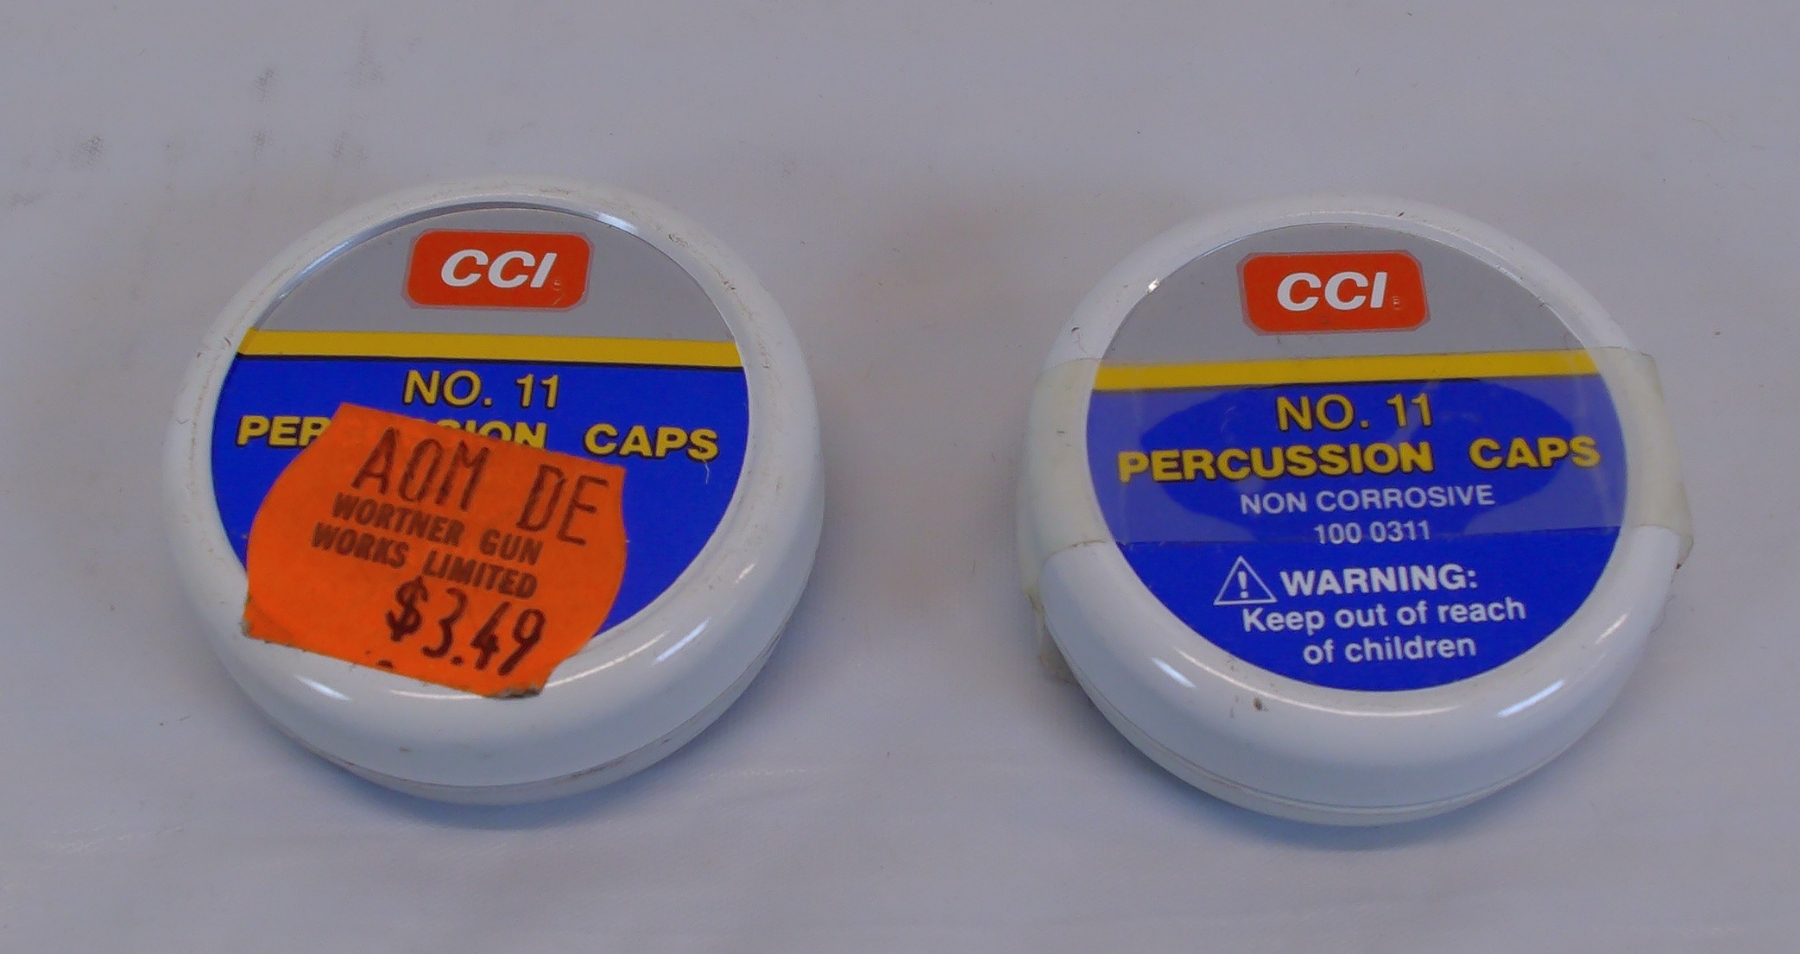 CCI
NO. 11
PERCUSSION CAPS
AOM DE
WORTNER GUN
WORKS LIMITED
$3.49
CCI
NO. 11
PERCUSSION CAPS
NON CORROSIVE
100 0311
WARNING:
Keep out of reach
of children